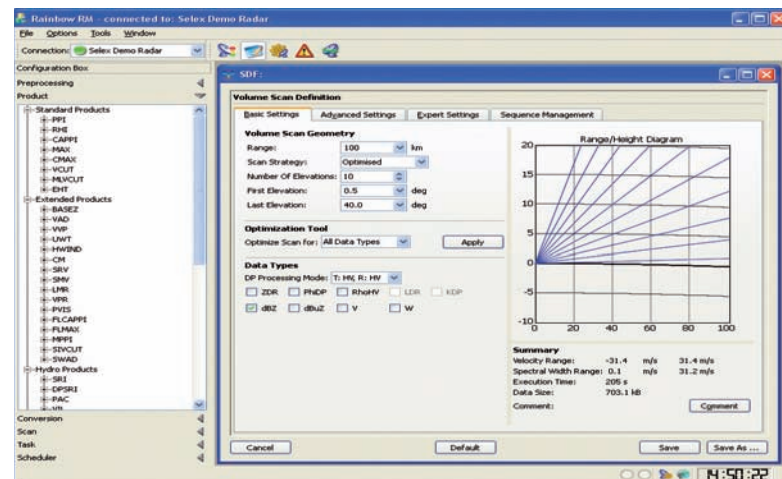 Rainbow RM - connected to: Selex Demo Radar
File Options Tools Window
Connection: Selex Demo Radar
Configuration Box
Preprocessing
Product
Standard Products
PPI
RHI
CAPPI
MAX
CMAX
VCUT
MLVCUT
EHT
Extended Products
BASEZ
VAD
VVP
UWT
HWIND
CM
SRV
SMV
LMR
VPR
PVIS
FLCAPPI
FLMAX
MPPI
SIVCUT
SWAD
Hydro Products
SRI
DPSRI
PAC
Conversion
Scan
Task
Scheduler
SDF:
Volume Scan Definition
Basic Settings Advanced Settings Expert Settings Sequence Management
Volume Scan Geometry
Range: 100 km
Scan Strategy: Optimised
Number Of Elevations: 10
First Elevation: 0.5 deg
Last Elevation: 40.0 deg
Optimization Tool
Optimize Scan for: All Data Types Apply
Data Types
DP Processing Mode: T: HV, R: HV
ZDR PhiDP RhoHV LDR KDP
dBZ dBuZ V W
Range/Height Diagram
20
15
10
5
0
-5
-10
0 20 40 60 80 100
Summary
Velocity Range: -31.4 m/s 31.4 m/s
Spectral Width Range: 0.1 m/s 31.2 m/s
Execution Time: 205 s
Data Size: 703.1 kB
Comment: Comment
Cancel Default Save Save As ...
14:50:22